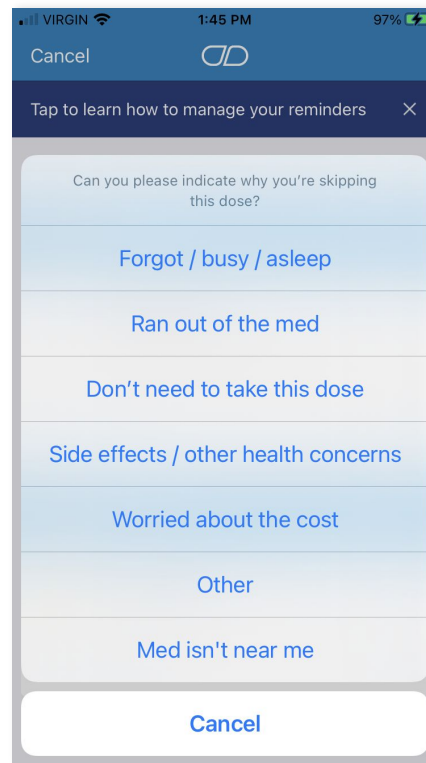 VIRGIN 1:45 PM 97%
Cancel
Tap to learn how to manage your reminders
Can you please indicate why you're skipping
this dose?
Forgot / busy / asleep
Ran out of the med
Don’t need to take this dose
Side effects / other health concerns
Worried about the cost
Other
Med isn't near me
Cancel